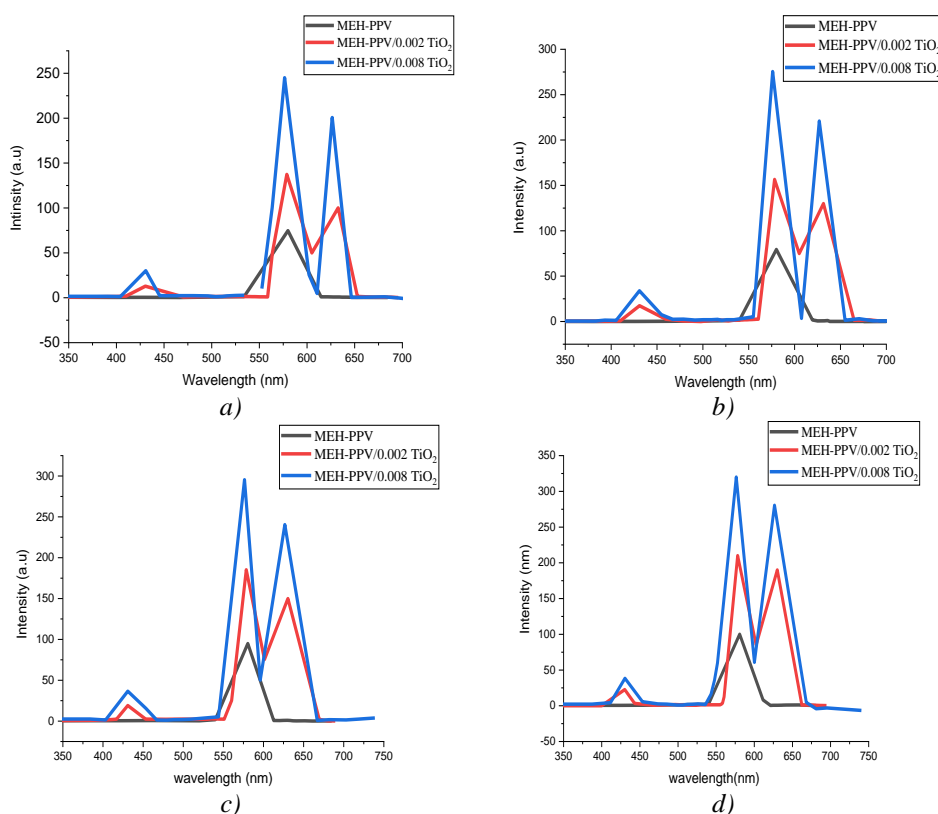 MEH-PPV
MEH-PPV/0.002 TiO₂
MEH-PPV/0.008 TiO₂
250
200
150
100
50
0
-50
Intinsity (a.u)
350 400 450 500 550 600 650 700
Wavelength (nm)
a)
MEH-PPV
MEH-PPV/0.002 TiO₂
MEH-PPV/0.008 TiO₂
300
250
200
150
100
50
0
Intensity (a.u)
350 400 450 500 550 600 650 700
Wavelength (nm)
b)
MEH-PPV
MEH-PPV/0.002 TiO₂
MEH-PPV/0.008 TiO₂
300
250
200
150
100
50
0
Intensity (a.u)
350 400 450 500 550 600 650 700 750
wavelength (nm)
c)
MEH-PPV
MEH-PPV/0.002 TiO₂
MEH-PPV/0.008 TiO₂
350
300
250
200
150
100
50
0
-50
Intensity (nm)
350 400 450 500 550 600 650 700 750
wavelength(nm)
d)